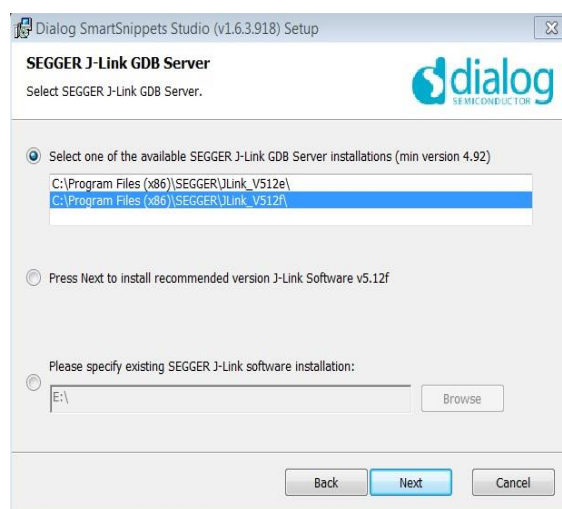 Dialog SmartSnippets Studio (v1.6.3.918) Setup
SEGGER J-Link GDB Server
Select SEGGER J-Link GDB Server.
dialog
SEMICONDUCTOR
Select one of the available SEGGER J-Link GDB Server installations (min version 4.92)
C:\Program Files (x86)\SEGGER\JLink_V512e\
C:\Program Files (x86)\SEGGER\JLink_V512f\
Press Next to install recommended version J-Link Software v5.12f
Please specify existing SEGGER J-Link software installation:
E:\
Browse
Back
Next
Cancel